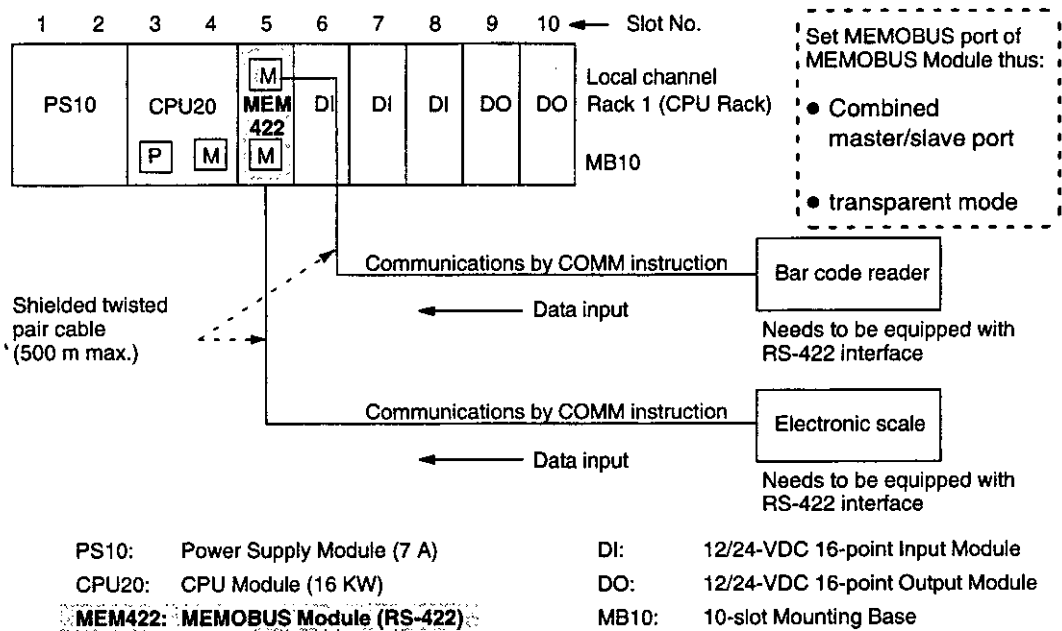 1 2 3 4 5 6 7 8 9 10 Slot No.
PS10
CPU20
P
M
M
MEM
422
M
DI
DI
DI
DO
DO
Local channel
Rack 1 (CPU Rack)
MB10
Set MEMOBUS port of
MEMOBUS Module thus:
● Combined
master/slave port
● transparent mode
Shielded twisted
pair cable
(500 m max.)
Communications by COMM instruction
Data input
Bar code reader
Needs to be equipped with
RS-422 interface
Communications by COMM instruction
Data input
Electronic scale
Needs to be equipped with
RS-422 interface
PS10: Power Supply Module (7 A)
CPU20: CPU Module (16 KW)
MEM422: MEMOBUS Module (RS-422)
DI: 12/24-VDC 16-point Input Module
DO: 12/24-VDC 16-point Output Module
MB10: 10-slot Mounting Base